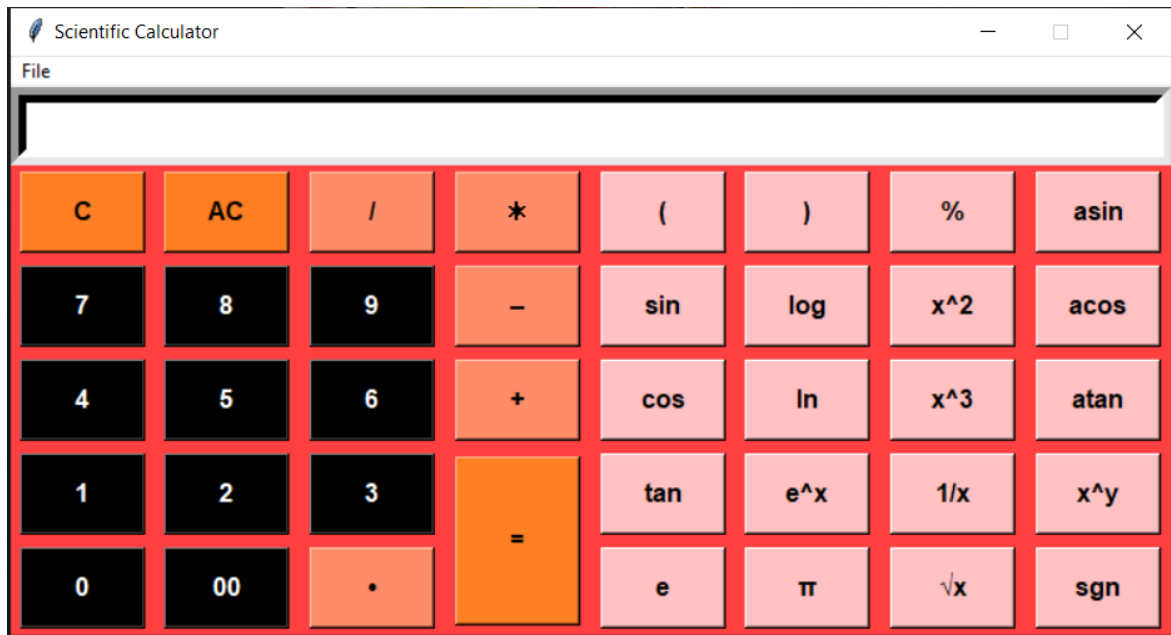 Scientific Calculator
File
C AC / * ( ) % asin
7 8 9 – sin log x^2 acos
4 5 6 + cos ln x^3 atan
1 2 3 tan e^x 1/x x^y
=
0 00 • e π √x sgn